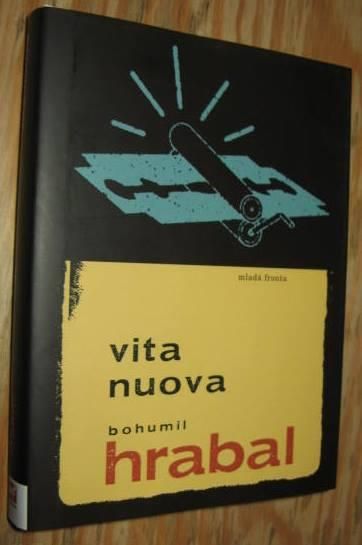 mladá fronta
vita
nuova
bohumil
hrabal